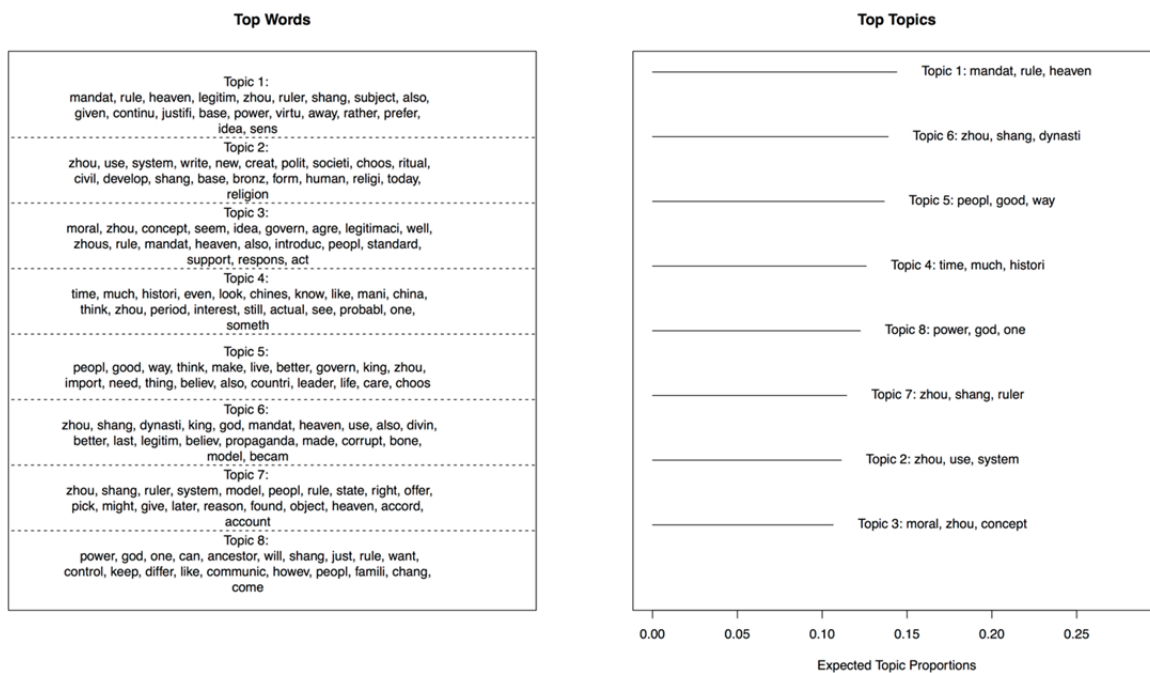 Top Words
Topic 1:
mandat, rule, heaven, legitim, zhou, ruler, shang, subject, also,
given, continu, justifi, base, power, virtu, away, rather, prefer,
idea, sens
Topic 2:
zhou, use, system, write, new, creat, polit, societi, choos, ritual,
civil, develop, shang, base, bronz, form, human, religi, today,
religion
Topic 3:
moral, zhou, concept, seem, idea, govern, agre, legitimaci, well,
zhous, rule, mandat, heaven, also, introduc, peopl, standard,
support, respons, act
Topic 4:
time, much, histori, even, look, chines, know, like, mani, china,
think, zhou, period, interest, still, actual, see, probabl, one,
someth
Topic 5:
peopl, good, way, think, make, live, better, govern, king, zhou,
import, need, thing, believ, also, countri, leader, life, care, choos
Topic 6:
zhou, shang, dynasti, king, god, mandat, heaven, use, also, divin,
better, last, legitim, believ, propaganda, made, corrupt, bone,
model, becam
Topic 7:
zhou, shang, ruler, system, model, peopl, rule, state, right, offer,
pick, might, give, later, reason, found, object, heaven, accord,
account
Topic 8:
power, god, one, can, ancestor, will, shang, just, rule, want,
control, keep, differ, like, communic, howev, peopl, famili, chang,
come
Top Topics
Topic 1: mandat, rule, heaven
Topic 6: zhou, shang, dynasti
Topic 5: peopl, good, way
Topic 4: time, much, histori
Topic 8: power, god, one
Topic 7: zhou, shang, ruler
Topic 2: zhou, use, system
Topic 3: moral, zhou, concept
0.00 0.05 0.10 0.15 0.20 0.25
Expected Topic Proportions